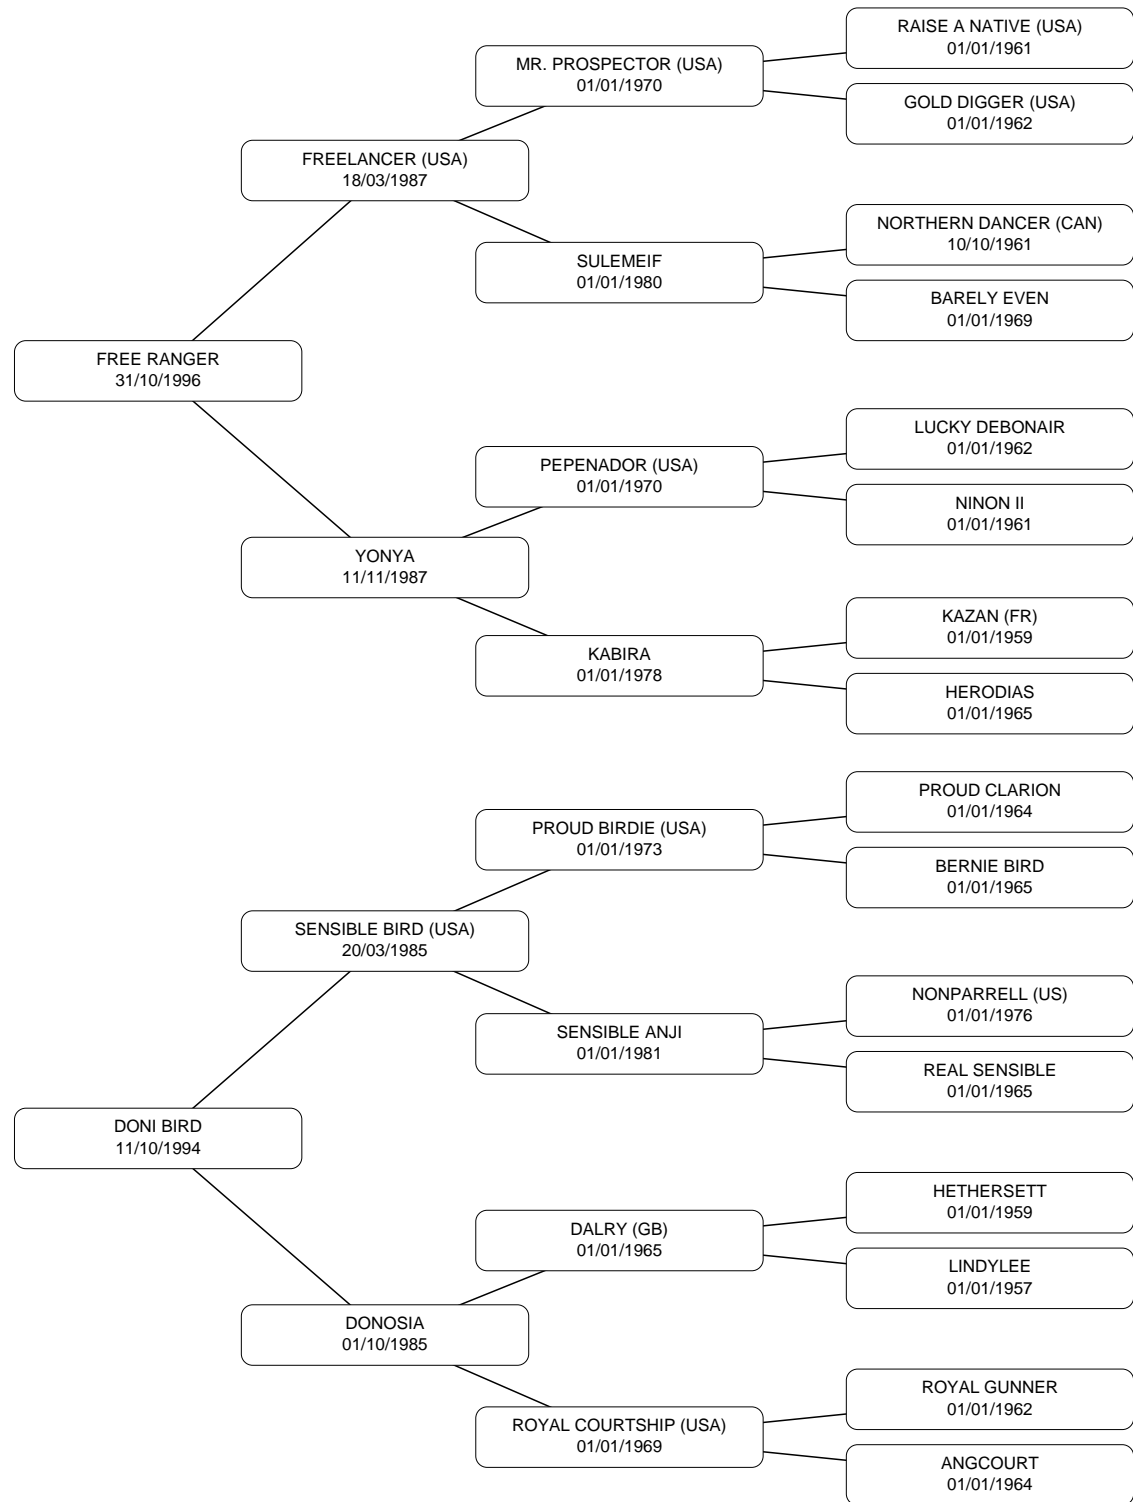 RAISE A NATIVE (USA)
01/01/1961
MR. PROSPECTOR (USA)
01/01/1970
GOLD DIGGER (USA)
01/01/1962
FREELANCER (USA)
18/03/1987
NORTHERN DANCER (CAN)
10/10/1961
SULEMEIF
01/01/1980
BARELY EVEN
01/01/1969
FREE RANGER
31/10/1996
LUCKY DEBONAIR
01/01/1962
PEPENADOR (USA)
01/01/1970
NINON II
01/01/1961
YONYA
11/11/1987
KAZAN (FR)
01/01/1959
KABIRA
01/01/1978
HERODIAS
01/01/1965
PROUD CLARION
01/01/1964
PROUD BIRDIE (USA)
01/01/1973
BERNIE BIRD
01/01/1965
SENSIBLE BIRD (USA)
20/03/1985
NONPARRELL (US)
01/01/1976
SENSIBLE ANJI
01/01/1981
REAL SENSIBLE
01/01/1965
DONI BIRD
11/10/1994
HETHERSETT
01/01/1959
DALRY (GB)
01/01/1965
LINDYLEE
01/01/1957
DONOSIA
01/10/1985
ROYAL GUNNER
01/01/1962
ROYAL COURTSHIP (USA)
01/01/1969
ANGCOURT
01/01/1964